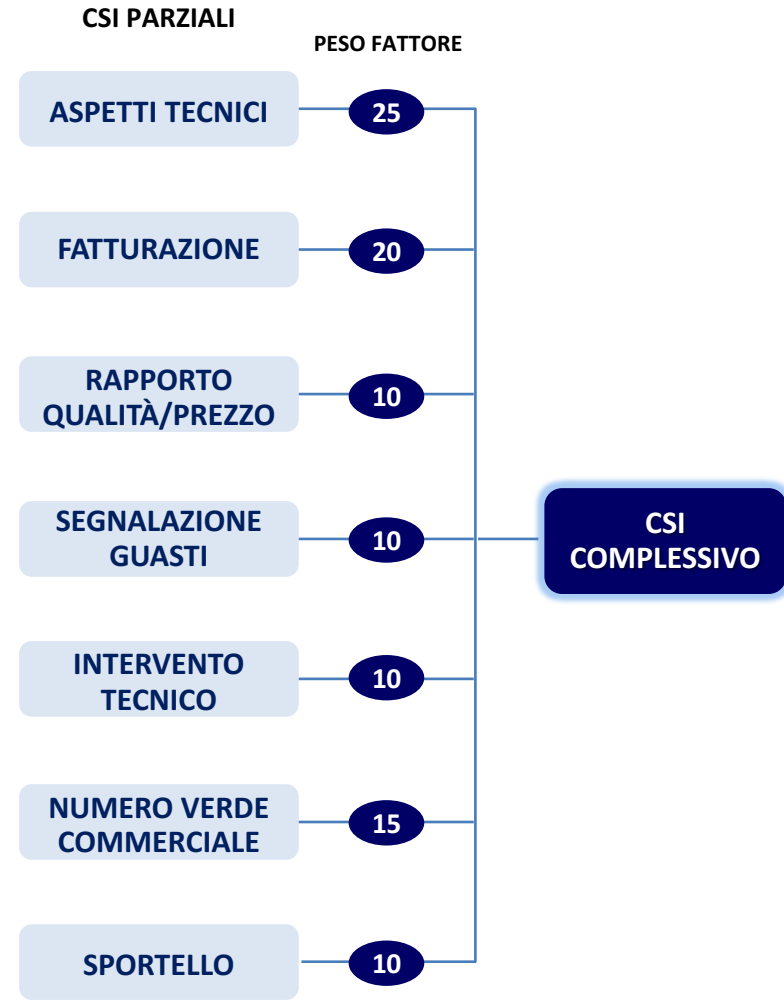 CSI PARZIALI
PESO FATTORE
ASPETTI TECNICI
25
FATTURAZIONE
20
RAPPORTO
QUALITÀ/PREZZO
10
SEGNALAZIONE
GUASTI
10
CSI
COMPLESSIVO
INTERVENTO
TECNICO
10
NUMERO VERDE
COMMERCIALE
15
SPORTELLO
10